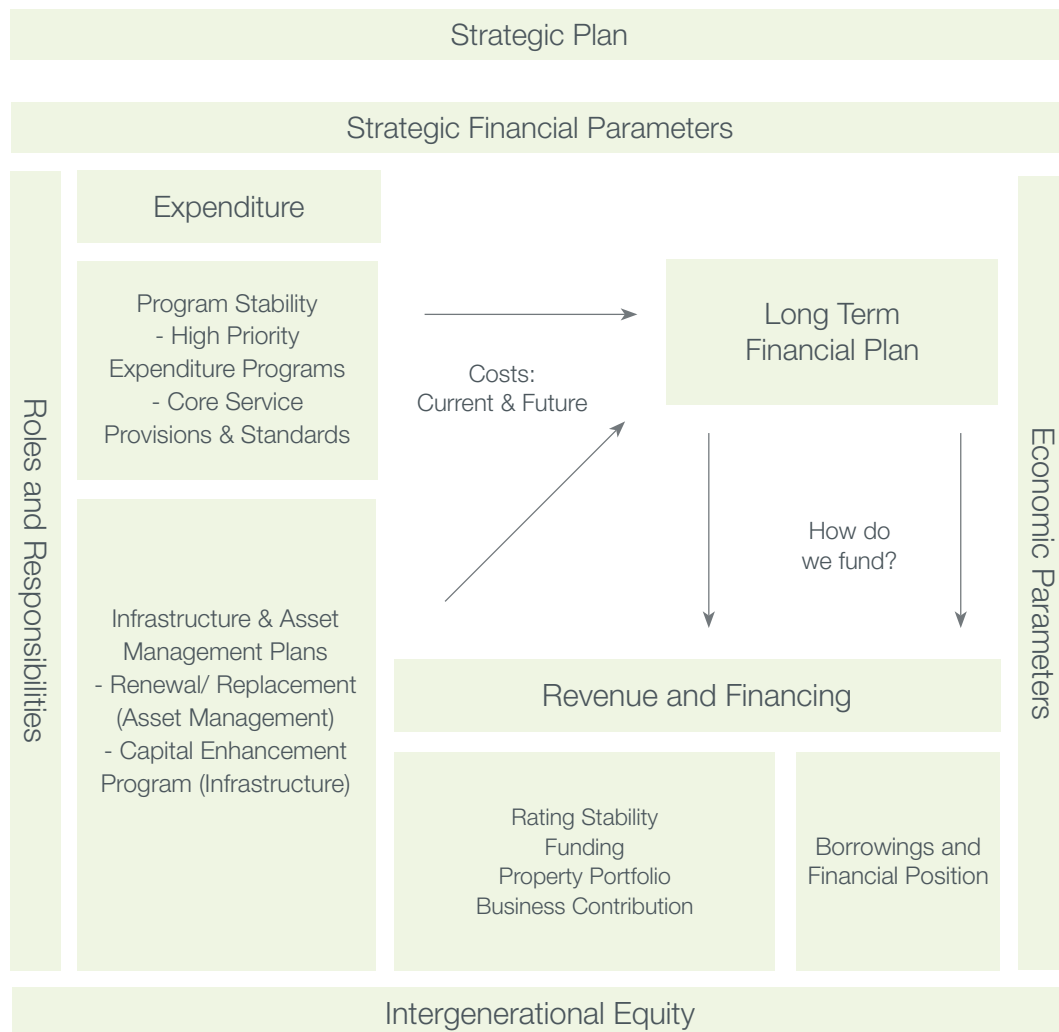 Strategic Plan
Strategic Financial Parameters
Roles and Responsibilities
Expenditure
Program Stability
- High Priority
Expenditure Programs
- Core Service
Provisions & Standards
Infrastructure & Asset
Management Plans
- Renewal/ Replacement
(Asset Management)
- Capital Enhancement
Program (Infrastructure)
Costs:
Current & Future
Long Term
Financial Plan
How do
we fund?
Revenue and Financing
Rating Stability
Funding
Property Portfolio
Business Contribution
Borrowings and
Financial Position
Economic Parameters
Intergenerational Equity